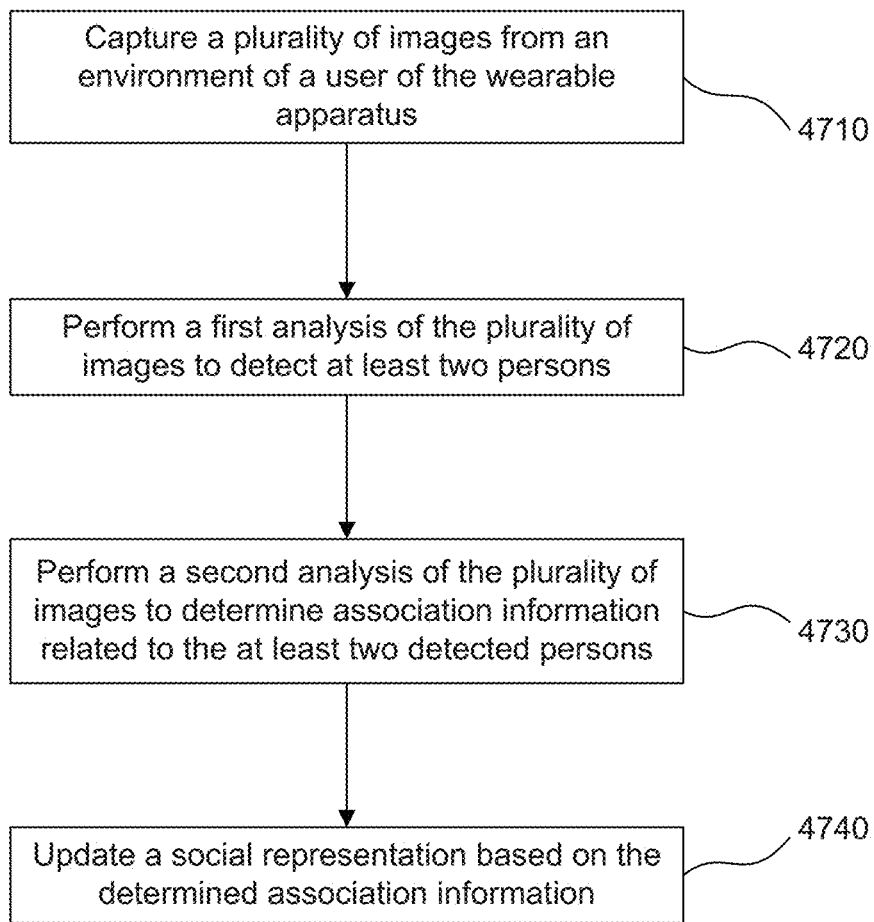 Capture a plurality of images from an
environment of a user of the wearable
apparatus
4710
Perform a first analysis of the plurality of
images to detect at least two persons
4720
Perform a second analysis of the plurality of
images to determine association information
related to the at least two detected persons
4730
Update a social representation based on the
determined association information
4740